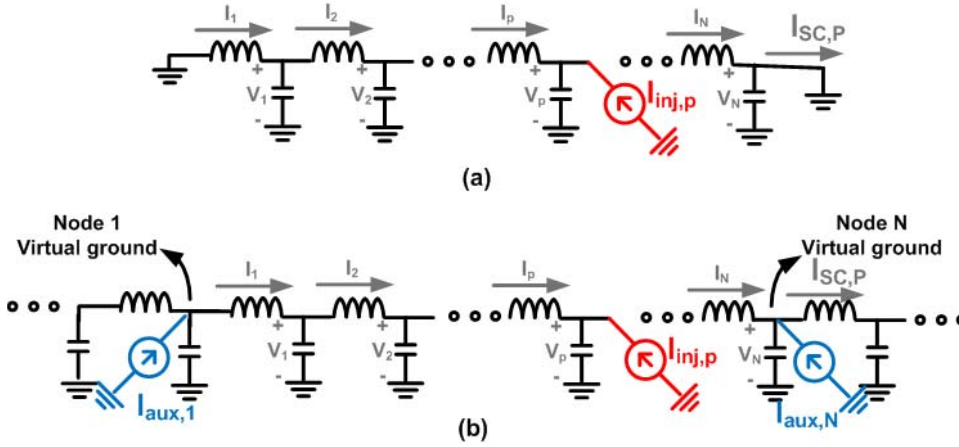 I1 I2 Ip IN ISC,P
+ + + +
V1 V2 Vp Iinj,p VN
- - - -
(a)
Node 1
Virtual ground
Node N
Virtual ground
I1 I2 Ip IN ISC,P
+ + + +
V1 V2 Vp Iinj,p VN
- - - -
Iaux,1 Iaux,N
(b)